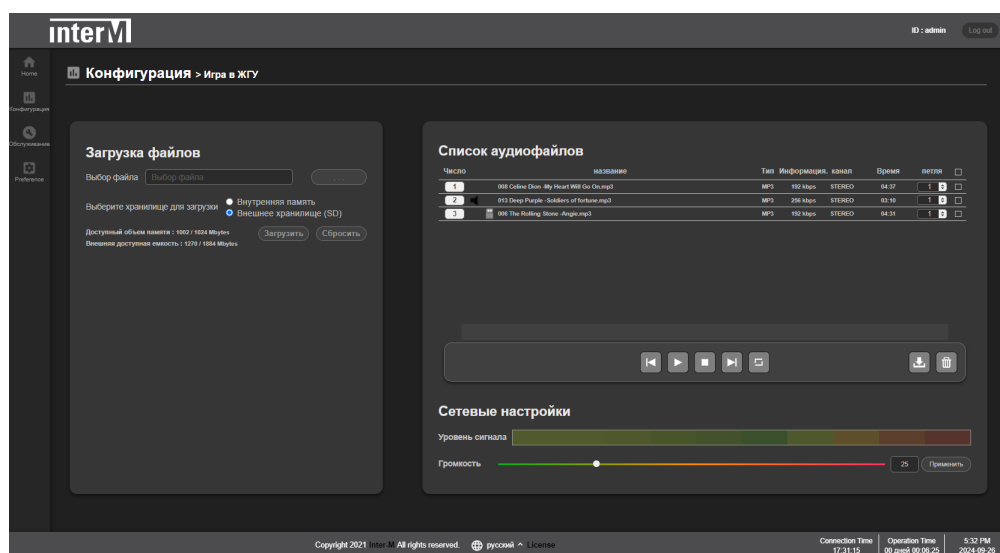 interM
ID : admin
Log out
Home
Конфигурация
Обслуживание
Preference
Конфигурация > Игра в ЖГУ
Загрузка файлов
Выбор файла Выбор файла ...
Выберите хранилище для загрузки
Внутренняя память
Внешнее хранилище (SD)
Доступный объем памяти : 1002 / 1024 Mbytes
Внешняя доступная емкость : 1270 / 1884 Mbytes
Загрузить Сбросить
Список аудиофайлов
Число название Тип Информация. канал Время петля
1 008 Celine Dion -My Heart Will Go On.mp3 MP3 192 kbps STEREO 04:37 1
2 013 Deep Purple -Soldiers of fortune.mp3 MP3 256 kbps STEREO 03:10 1
3 006 The Rolling Stone -Angie.mp3 MP3 192 kbps STEREO 04:31 1
Сетевые настройки
Уровень сигнала
Громкость 25 Применить
Copyright 2021 Inter-M All rights reserved. русский ^ License
Connection Time
17:31:15
Operation Time
00 дней 00:06:25
5:32 PM
2024-09-26